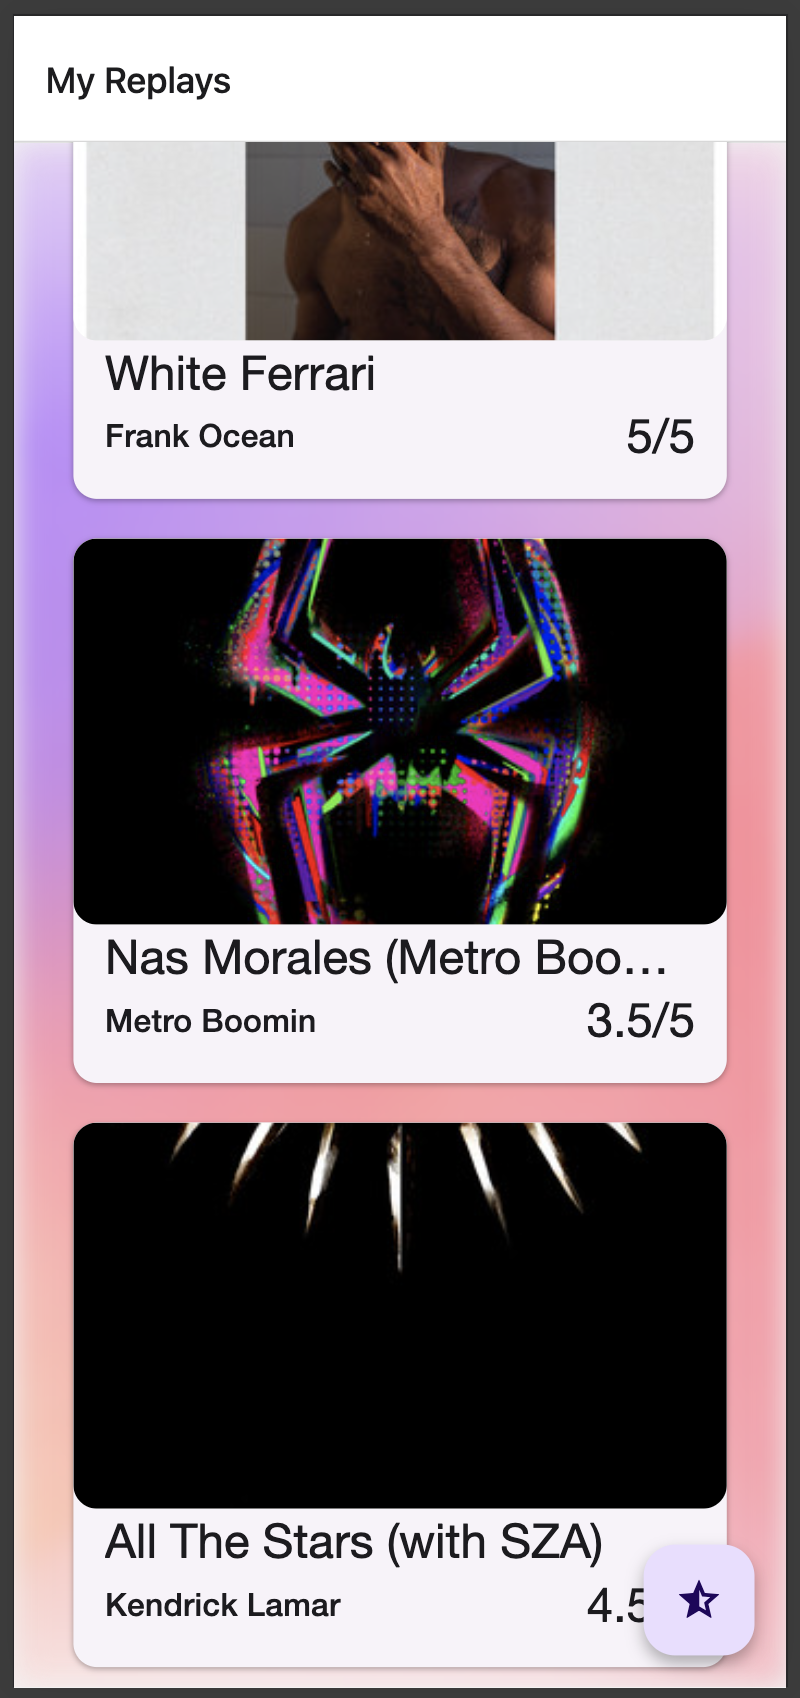 My Replays
White Ferrari
Frank Ocean
5/5
Nas Morales (Metro Boo...
Metro Boomin
3.5/5
All The Stars (with SZA)
Kendrick Lamar
4.5